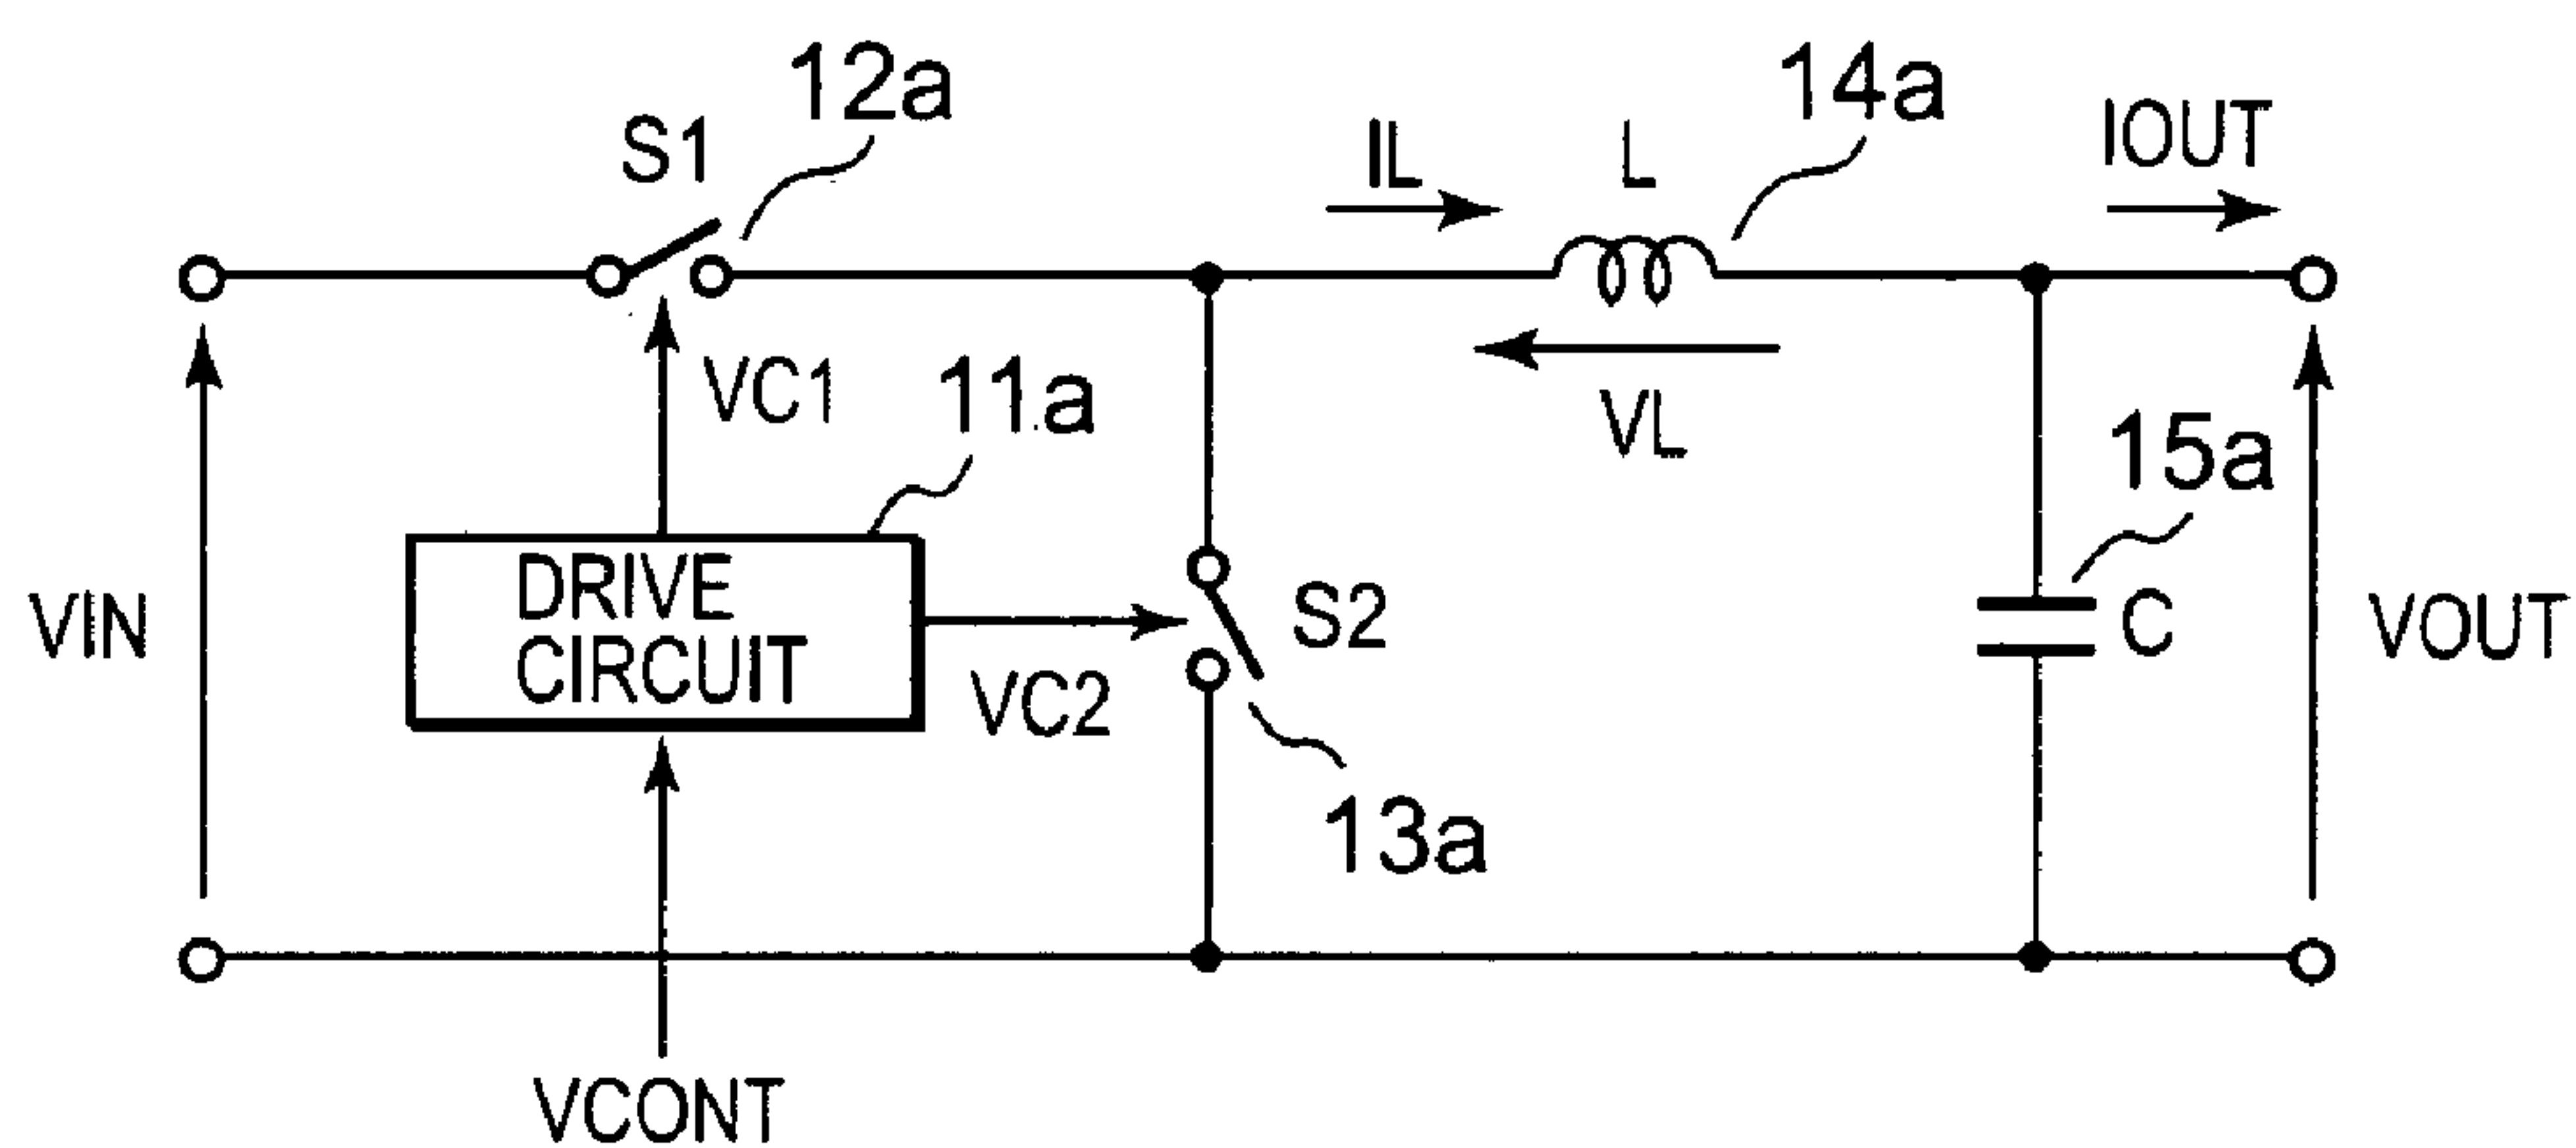 12a
14a
S1
IL
L
IOUT
VC1
11a
VL
15a
DRIVE
CIRCUIT
VIN
S2
C
VOUT
VC2
13a
VCONT